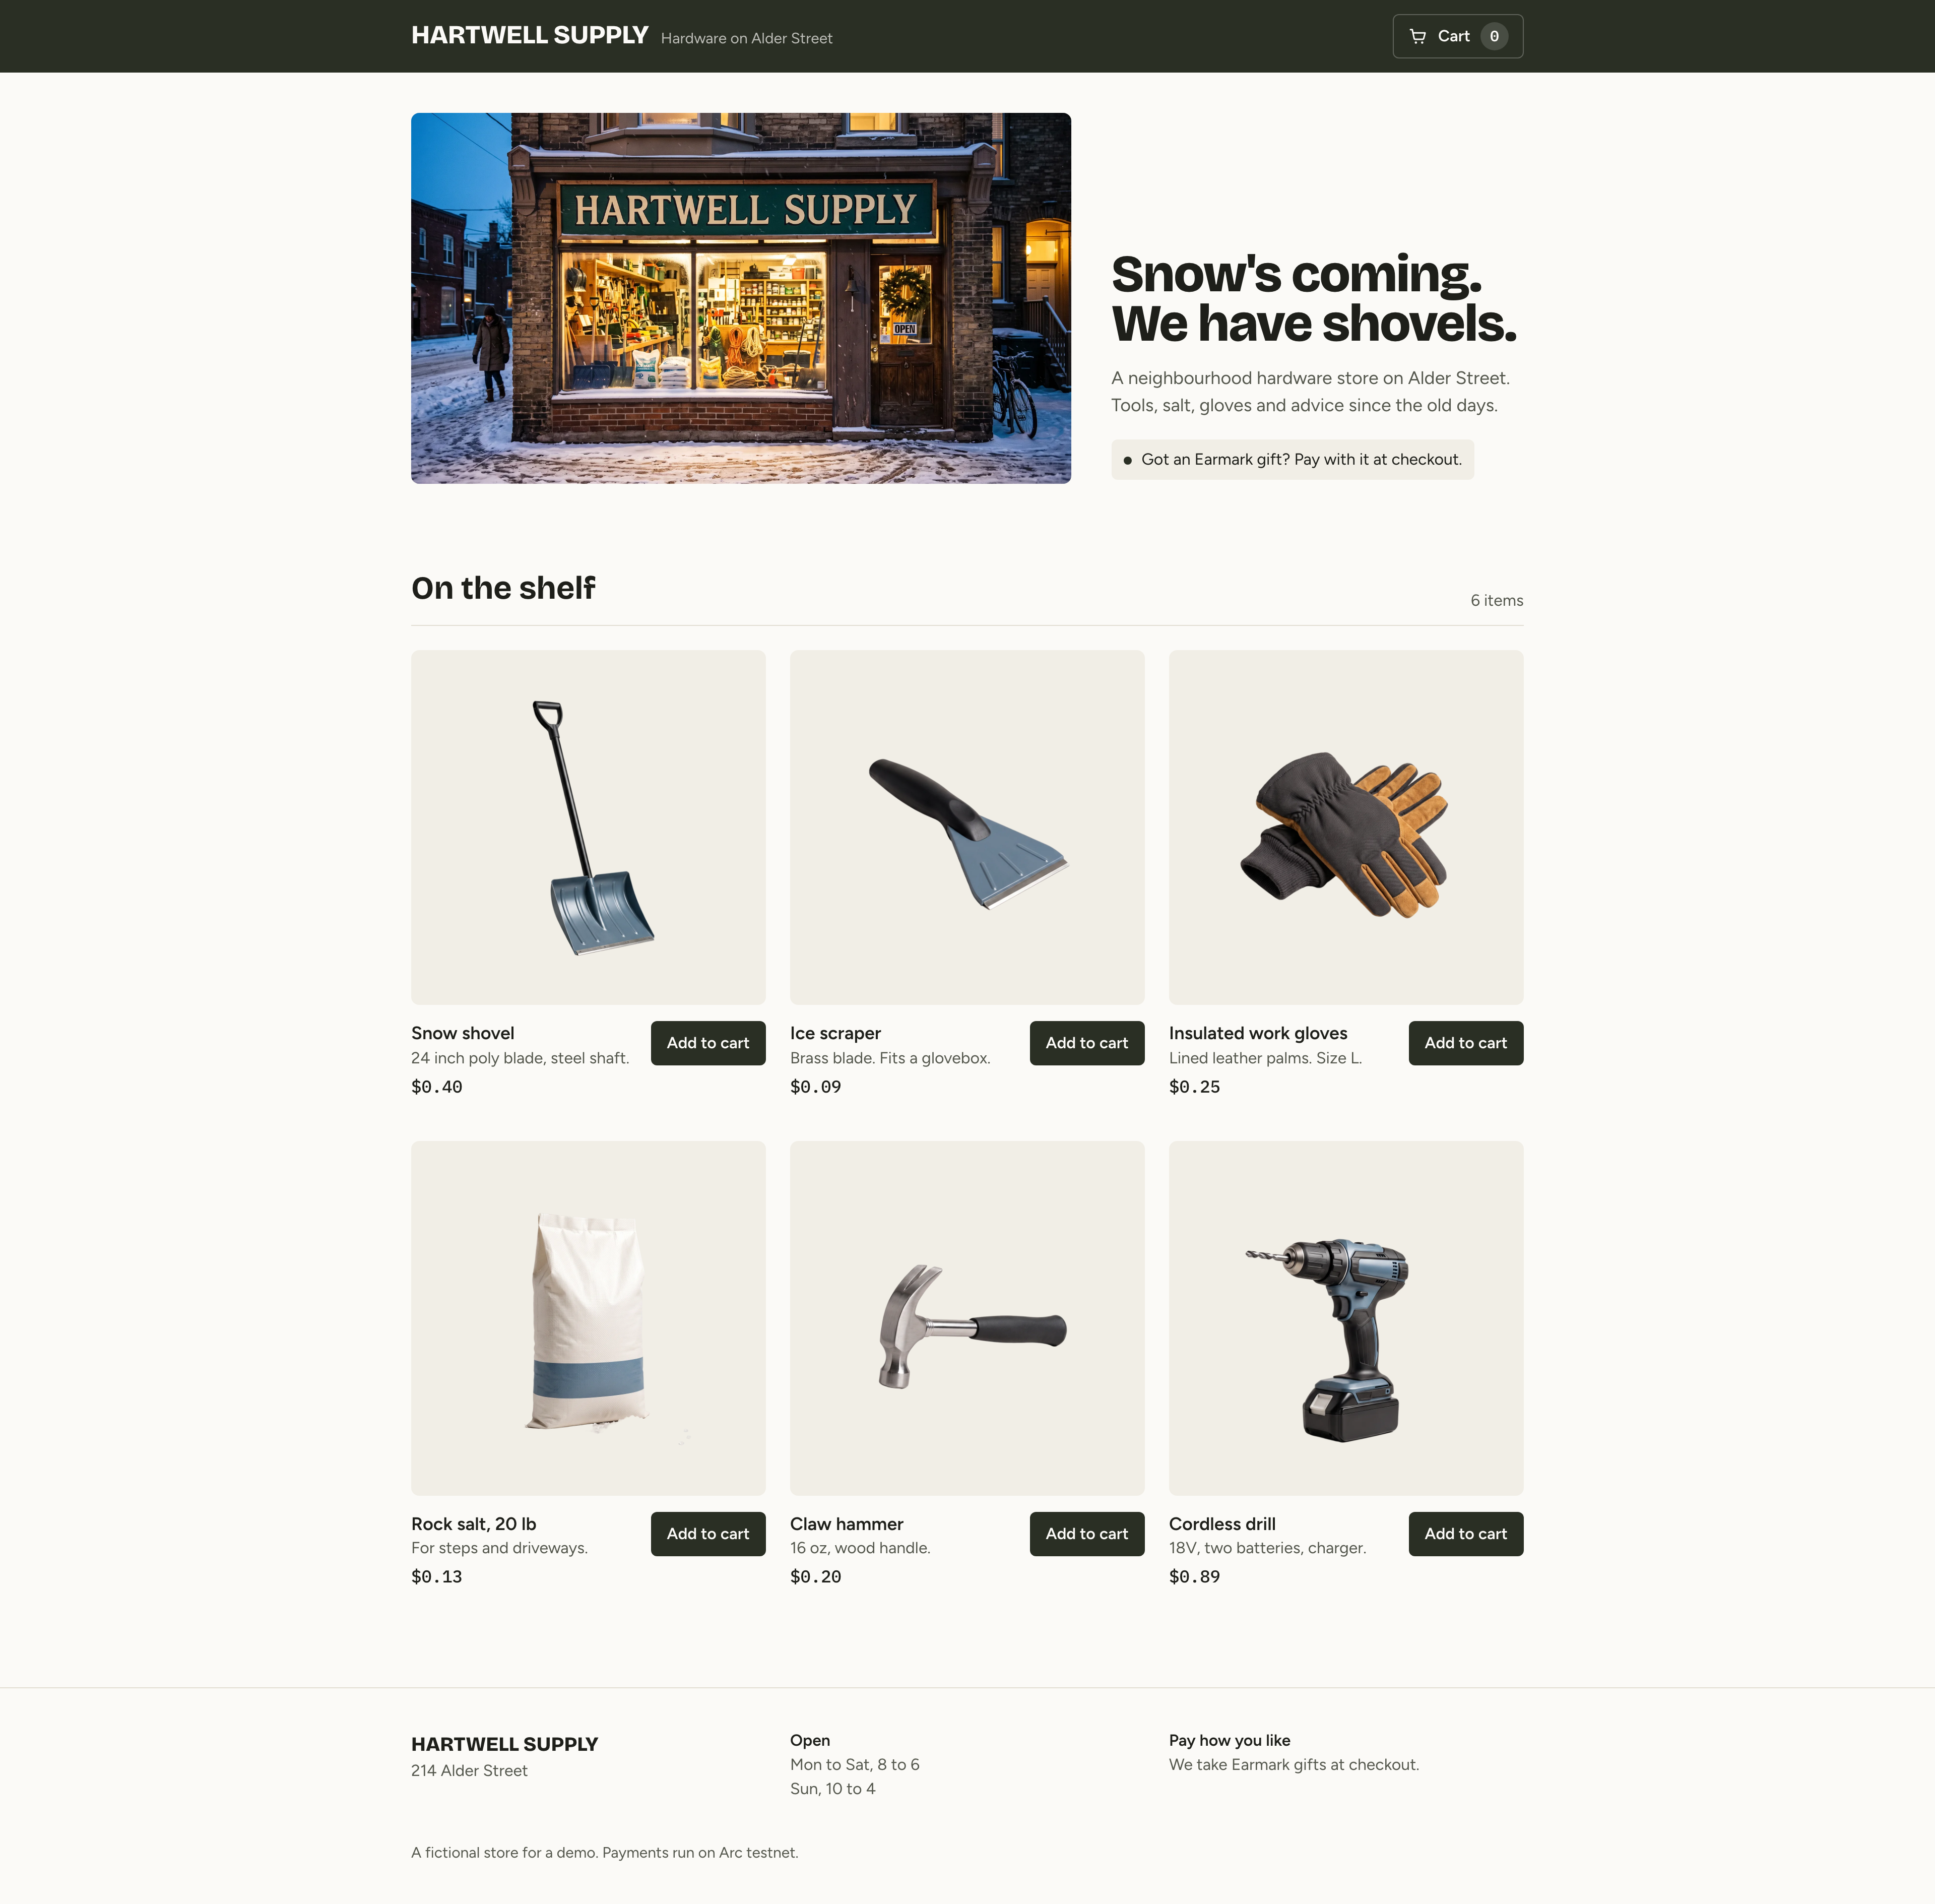 HARTWELL SUPPLY Hardware on Alder Street
Cart 0
HARTWELL SUPPLY
OPEN
Snow's coming.
We have shovels.
A neighbourhood hardware store on Alder Street.
Tools, salt, gloves and advice since the old days.
Got an Earmark gift? Pay with it at checkout.
On the shelf
6 items
Snow shovel
24 inch poly blade, steel shaft.
$0.40
Add to cart
Ice scraper
Brass blade. Fits a glovebox.
$0.09
Add to cart
Insulated work gloves
Lined leather palms. Size L.
$0.25
Add to cart
Rock salt, 20 lb
For steps and driveways.
$0.13
Add to cart
Claw hammer
16 oz, wood handle.
$0.20
Add to cart
Cordless drill
18V, two batteries, charger.
$0.89
Add to cart
HARTWELL SUPPLY
214 Alder Street
Open
Mon to Sat, 8 to 6
Sun, 10 to 4
Pay how you like
We take Earmark gifts at checkout.
A fictional store for a demo. Payments run on Arc testnet.